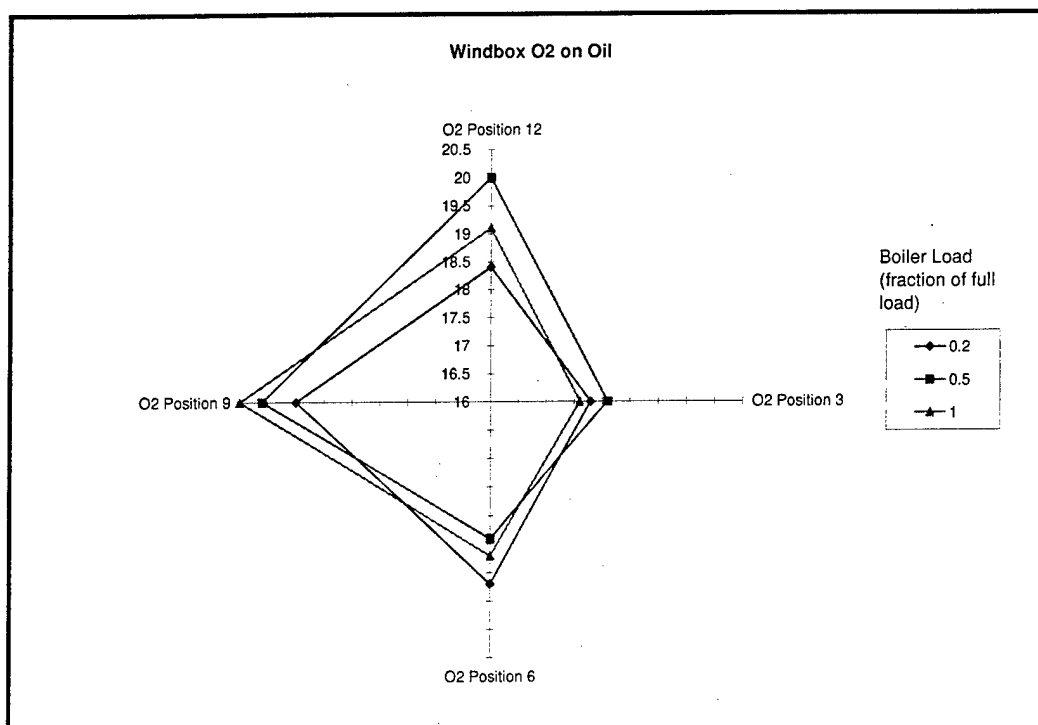 Windbox O2 on Oil
O2 Position 12
20.5
20
19.5
19
18.5
18
17.5
17
16.5
16
O2 Position 9
O2 Position 3
O2 Position 6
Boiler Load
(fraction of full
load)
0.2
0.5
1